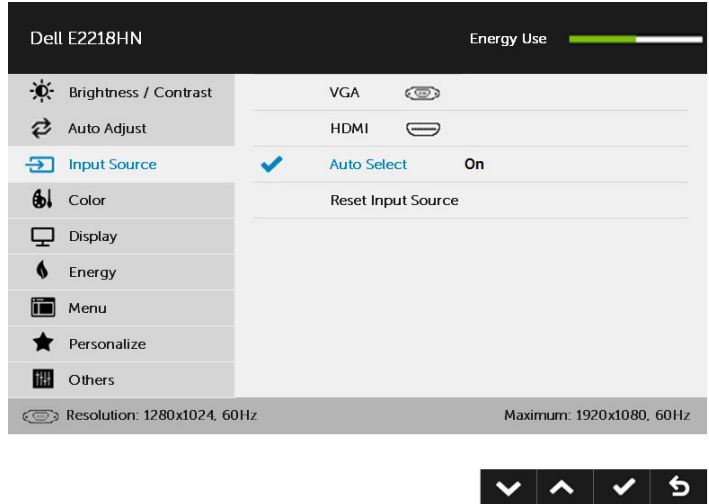 Dell E2218HN
Energy Use
Brightness / Contrast
VGA
Auto Adjust
HDMI
Input Source
Auto Select On
Color
Reset Input Source
Display
Energy
Menu
Personalize
Others
Resolution: 1280x1024, 60Hz
Maximum: 1920x1080, 60Hz